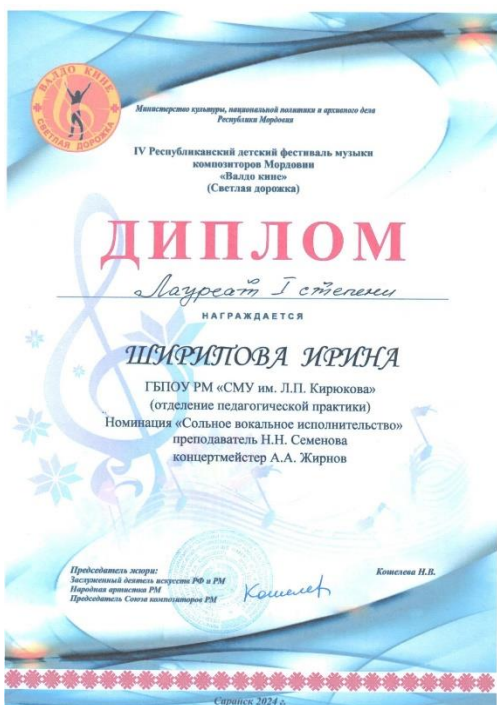 ВАЛДО КИНЕ
СВЕТЛАЯ ДОРОЖКА
Министерство культуры, национальной политики и архивного дела
Республики Мордовия
IV Республиканский детский фестиваль музыки
композиторов Мордовии
«Валдо кине»
(Светлая дорожка)
ДИПЛОМ
Лауреат I степени
НАГРАЖДАЕТСЯ
ШИРИПОВА ИРИНА
ГБПОУ РМ «СМУ им. Л.П. Кирюкова»
(отделение педагогической практики)
Номинация «Сольное вокальное исполнительство»
преподаватель Н.Н. Семенова
концертмейстер А.А. Жирнов
Председатель жюри:
Заслуженный деятель искусств РФ и РМ
Народная артистка РМ
Председатель Союза композиторов РМ
Кошелева Н.В.
Саранск 2024 г.